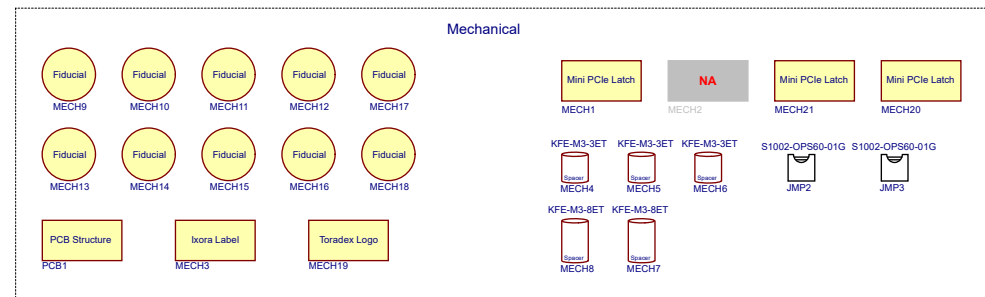 Mechanical
Fiducial Fiducial Fiducial Fiducial Fiducial
MECH9 MECH10 MECH11 MECH12 MECH17
Mini PCIe Latch NA Mini PCIe Latch Mini PCIe Latch
MECH1 MECH2 MECH21 MECH20
Fiducial Fiducial Fiducial Fiducial Fiducial
MECH13 MECH14 MECH15 MECH16 MECH18
KFE-M3-3ET KFE-M3-3ET KFE-M3-3ET S1002-OPS60-01G S1002-OPS60-01G
Spacer Spacer Spacer
MECH4 MECH5 MECH6 JMP2 JMP3
PCB Structure Ixora Label Toradex Logo
PCB1 MECH3 MECH19
KFE-M3-8ET KFE-M3-8ET
Spacer Spacer
MECH8 MECH7